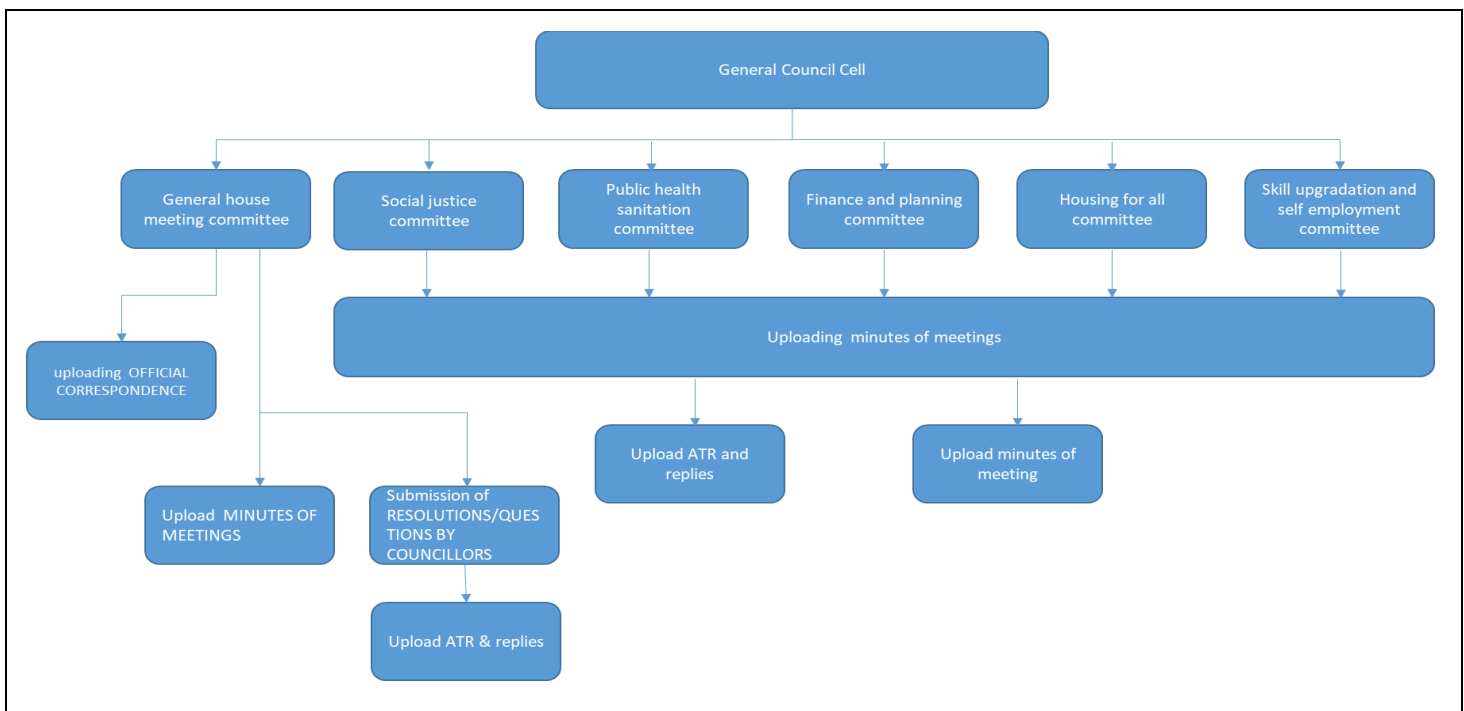 General Council Cell
General house
meeting committee
Social justice
committee
Public health
sanitation
committee
Finance and planning
committee
Housing for all
committee
Skill upgradation and
self employment
committee
Uploading minutes of meetings
uploading OFFICIAL
CORRESPONDENCE
Upload ATR and
replies
Upload minutes of
meeting
Upload MINUTES OF
MEETINGS
Submission of
RESOLUTIONS/QUES
TIONS BY
COUNCILLORS
Upload ATR & replies